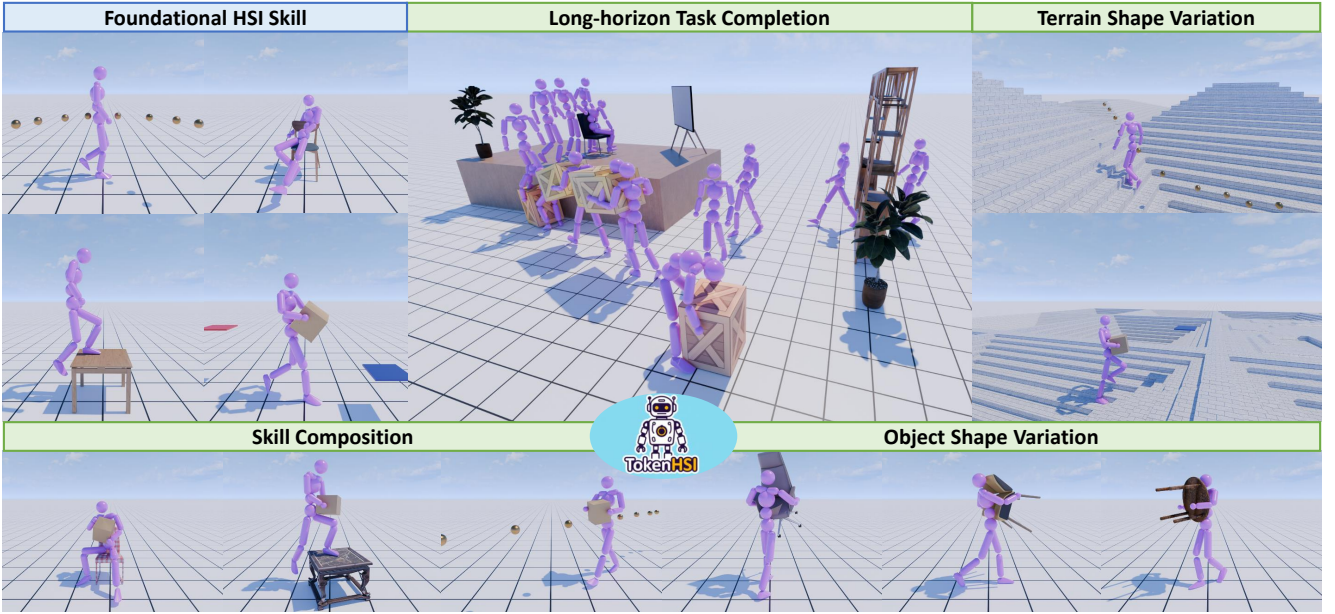 Foundational HSI Skill
Long-horizon Task Completion
Terrain Shape Variation
Skill Composition
TokenHSI
Object Shape Variation